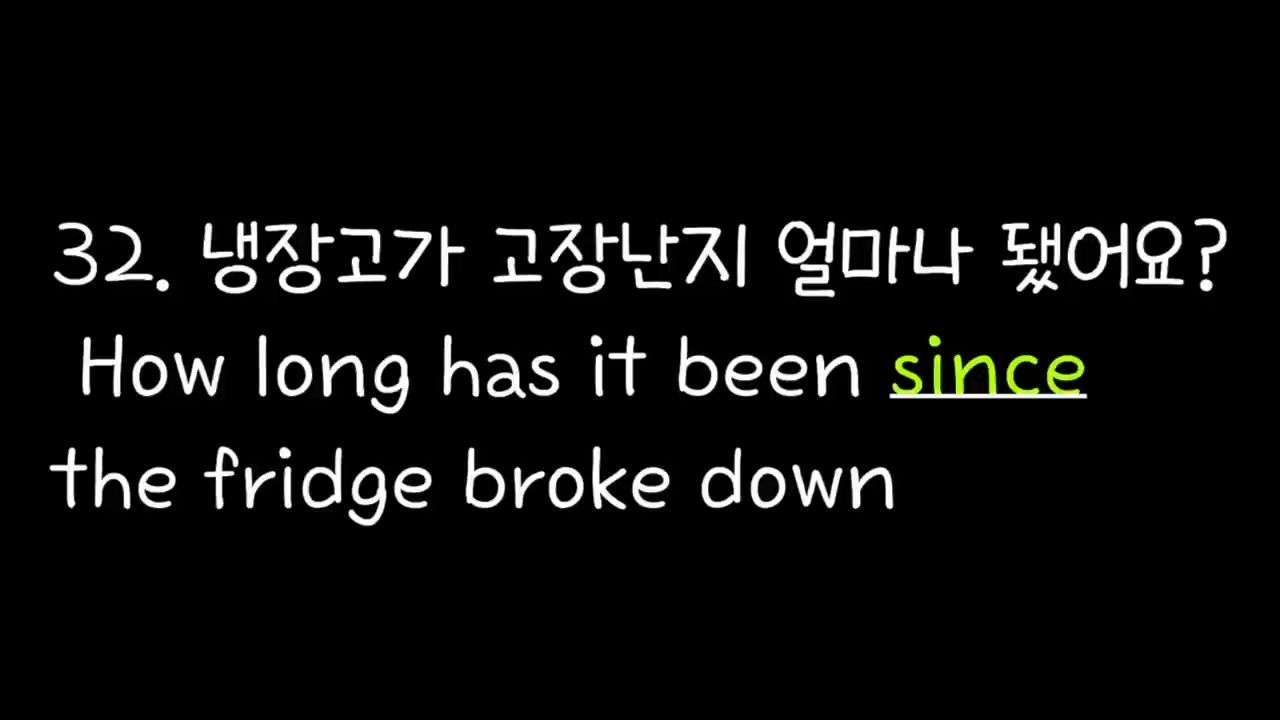 32. 냉장고가 고장난지 얼마나 됐어요?
How long has it been since
the fridge broke down